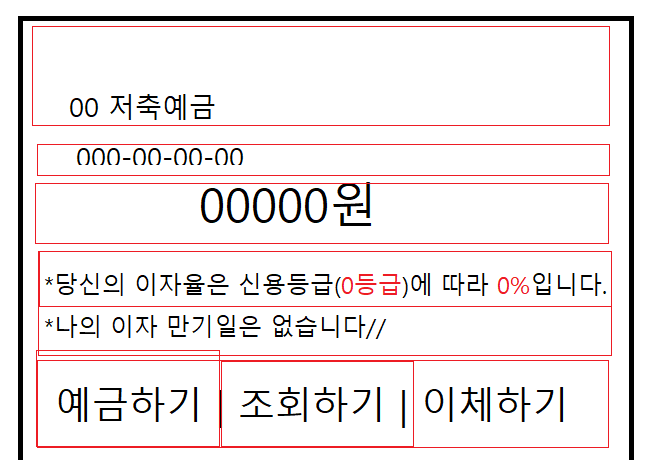 00 저축예금
000-00-00-00
00000원
*당신의 이자율은 신용등급(0등급)에 따라 0%입니다.
*나의 이자 만기일은 없습니다//
예금하기 | 조회하기 | 이체하기